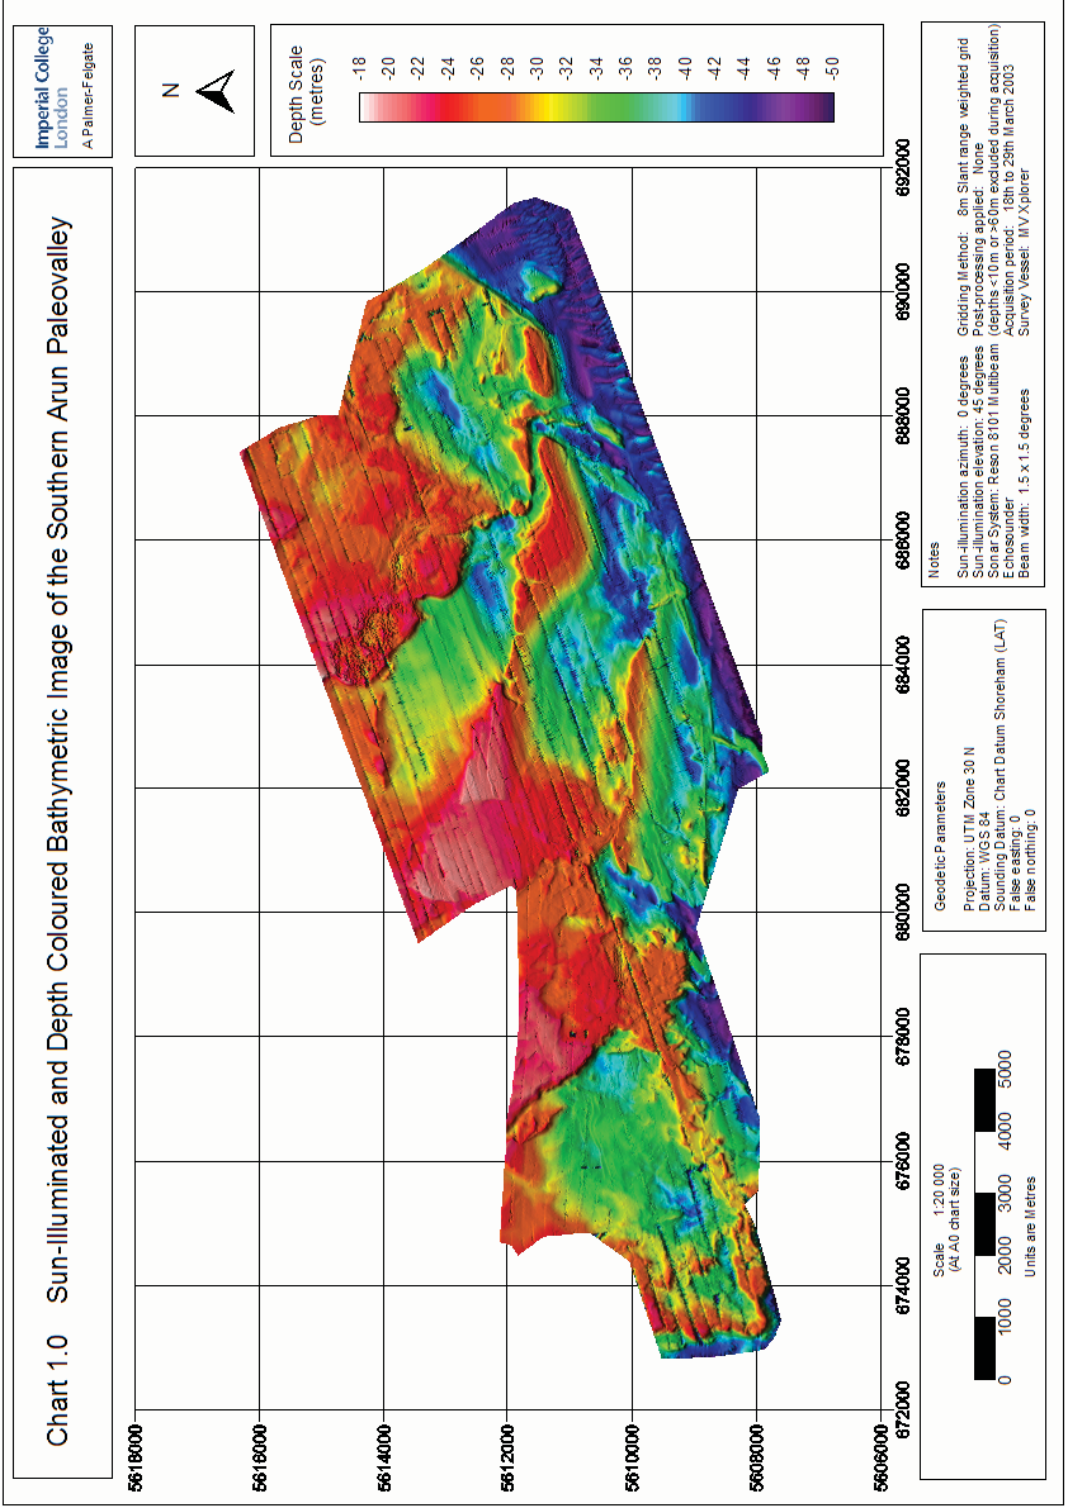 Chart 1.0 Sun-Illuminated and Depth Coloured Bathymetric Image of the Southern Arun Paleovalley
Imperial College
London
A Palmer-Felgate
N
Depth Scale
(metres)
-18
-20
-22
-24
-26
-28
-30
-32
-34
-36
-38
-40
-42
-44
-46
-48
-50
5618000
5616000
5614000
5612000
5610000
5608000
5606000
672000
674000
676000
678000
680000
682000
684000
686000
688000
690000
692000
Scale 1:20 000
(At A0 chart size)
0
1000
2000
3000
4000
5000
Units are Metres
Geodetic Parameters
Projection: UTM Zone 30 N
Datum: WGS 84
Sounding Datum: Chart Datum Shoreham (LAT)
False easting: 0
False northing: 0
Notes
Sun-illumination azimuth: 0 degrees
Sun-illumination elevation: 45 degrees
Sonar System: Reson 8101 Multibeam
Echosounder
Beam width: 1.5 x 1.5 degrees
Gridding Method: 8m Slant range weighted grid
Post-processing applied: None
(depths <10m or >60m excluded during acquisition)
Acquisition period: 18th to 29th March 2003
Survey Vessel: MV Xplorer